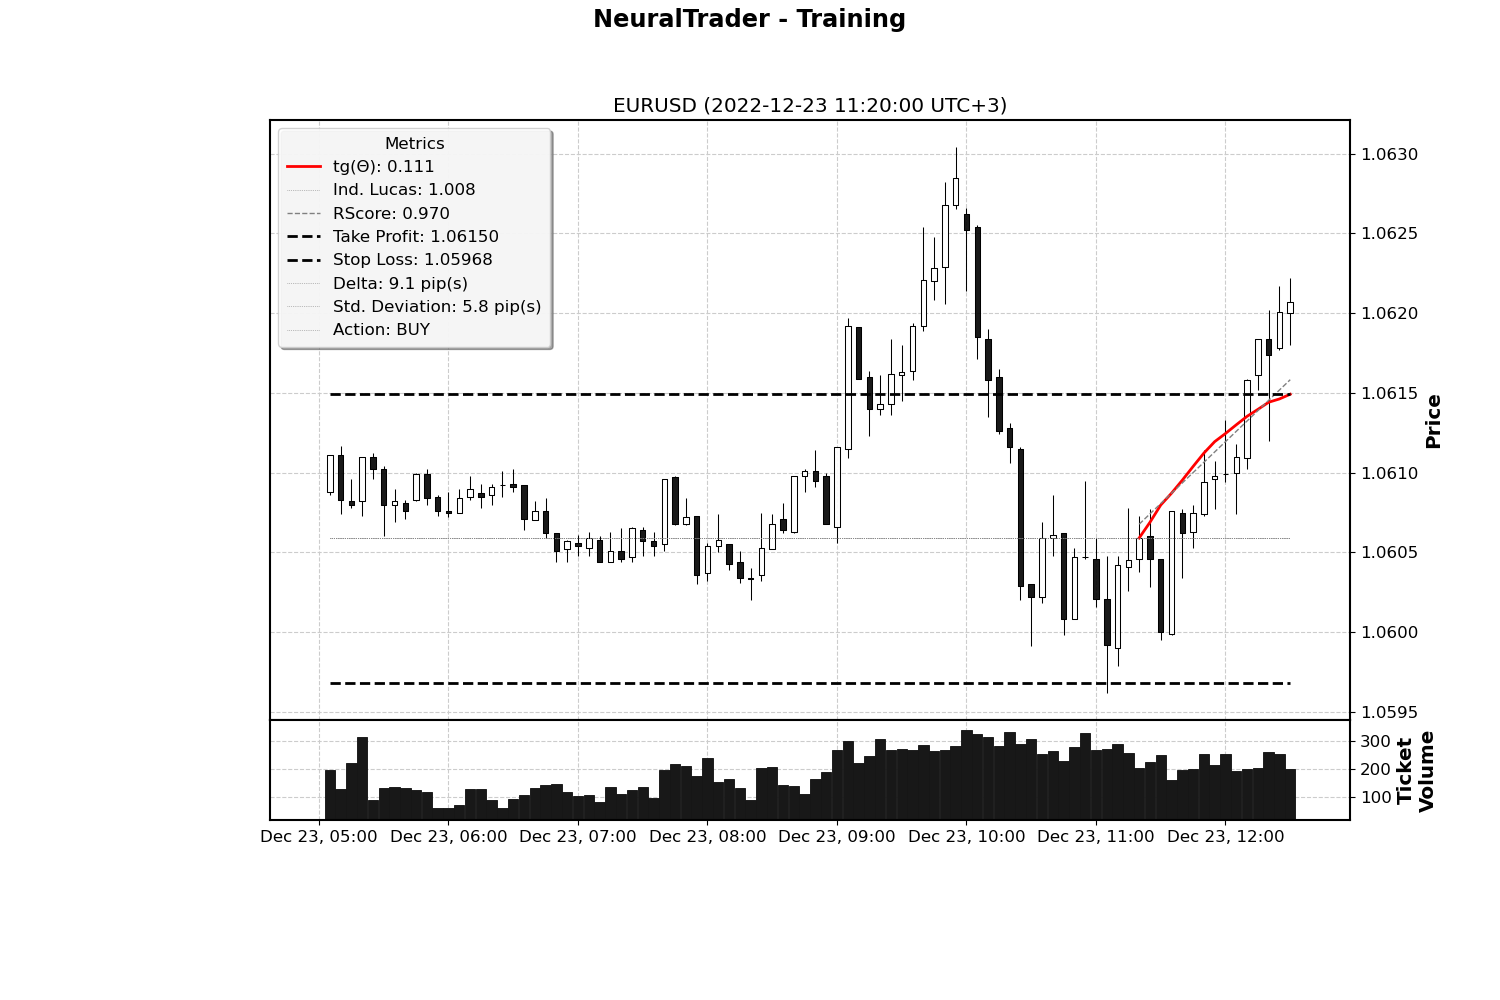 NeuralTrader - Training
EURUSD (2022-12-23 11:20:00 UTC+3)
Metrics
tg(Θ): 0.111
Ind. Lucas: 1.008
RScore: 0.970
Take Profit: 1.06150
Stop Loss: 1.05968
Delta: 9.1 pip(s)
Std. Deviation: 5.8 pip(s)
Action: BUY
1.0630
1.0625
1.0620
1.0615
1.0610
1.0605
1.0600
1.0595
Price
300
200
100
Ticket
Volume
Dec 23, 05:00
Dec 23, 06:00
Dec 23, 07:00
Dec 23, 08:00
Dec 23, 09:00
Dec 23, 10:00
Dec 23, 11:00
Dec 23, 12:00